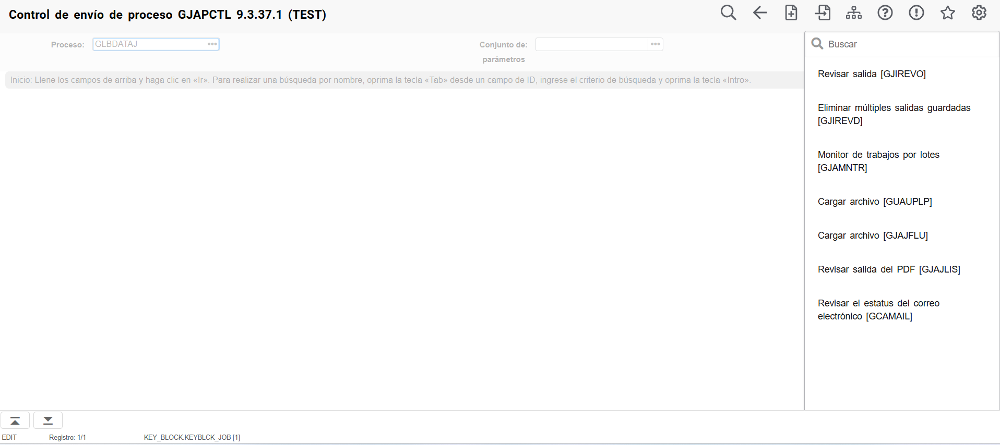 Control de envío de proceso GJAPCTL 9.3.37.1 (TEST)
Proceso: GLBDATAJ
Conjunto de:
parámetros
Inicio: Llene los campos de arriba y haga clic en «Ir». Para realizar una búsqueda por nombre, oprima la tecla «Tab» desde un campo de ID, ingrese el criterio de búsqueda y oprima la tecla «Intro».
Buscar
Revisar salida [GJIREVO]
Eliminar múltiples salidas guardadas
[GJIREVD]
Monitor de trabajos por lotes
[GJAMNTR]
Cargar archivo [GUAUPLP]
Cargar archivo [GJAJFLU]
Revisar salida del PDF [GJAJLIS]
Revisar el estatus del correo
electrónico [GCAMAIL]
EDIT Registro: 1/1 KEY_BLOCK.KEYBLCK_JOB [1]